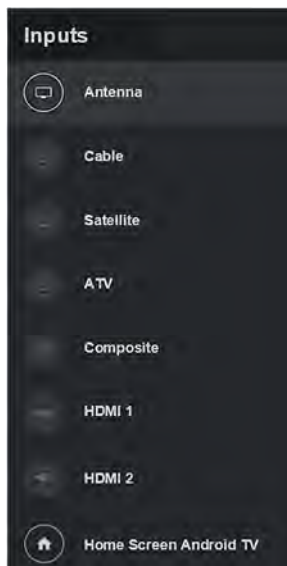 Inputs
Antenna
Cable
Satellite
ATV
Composite
HDMI 1
HDMI 2
Home Screen Android TV